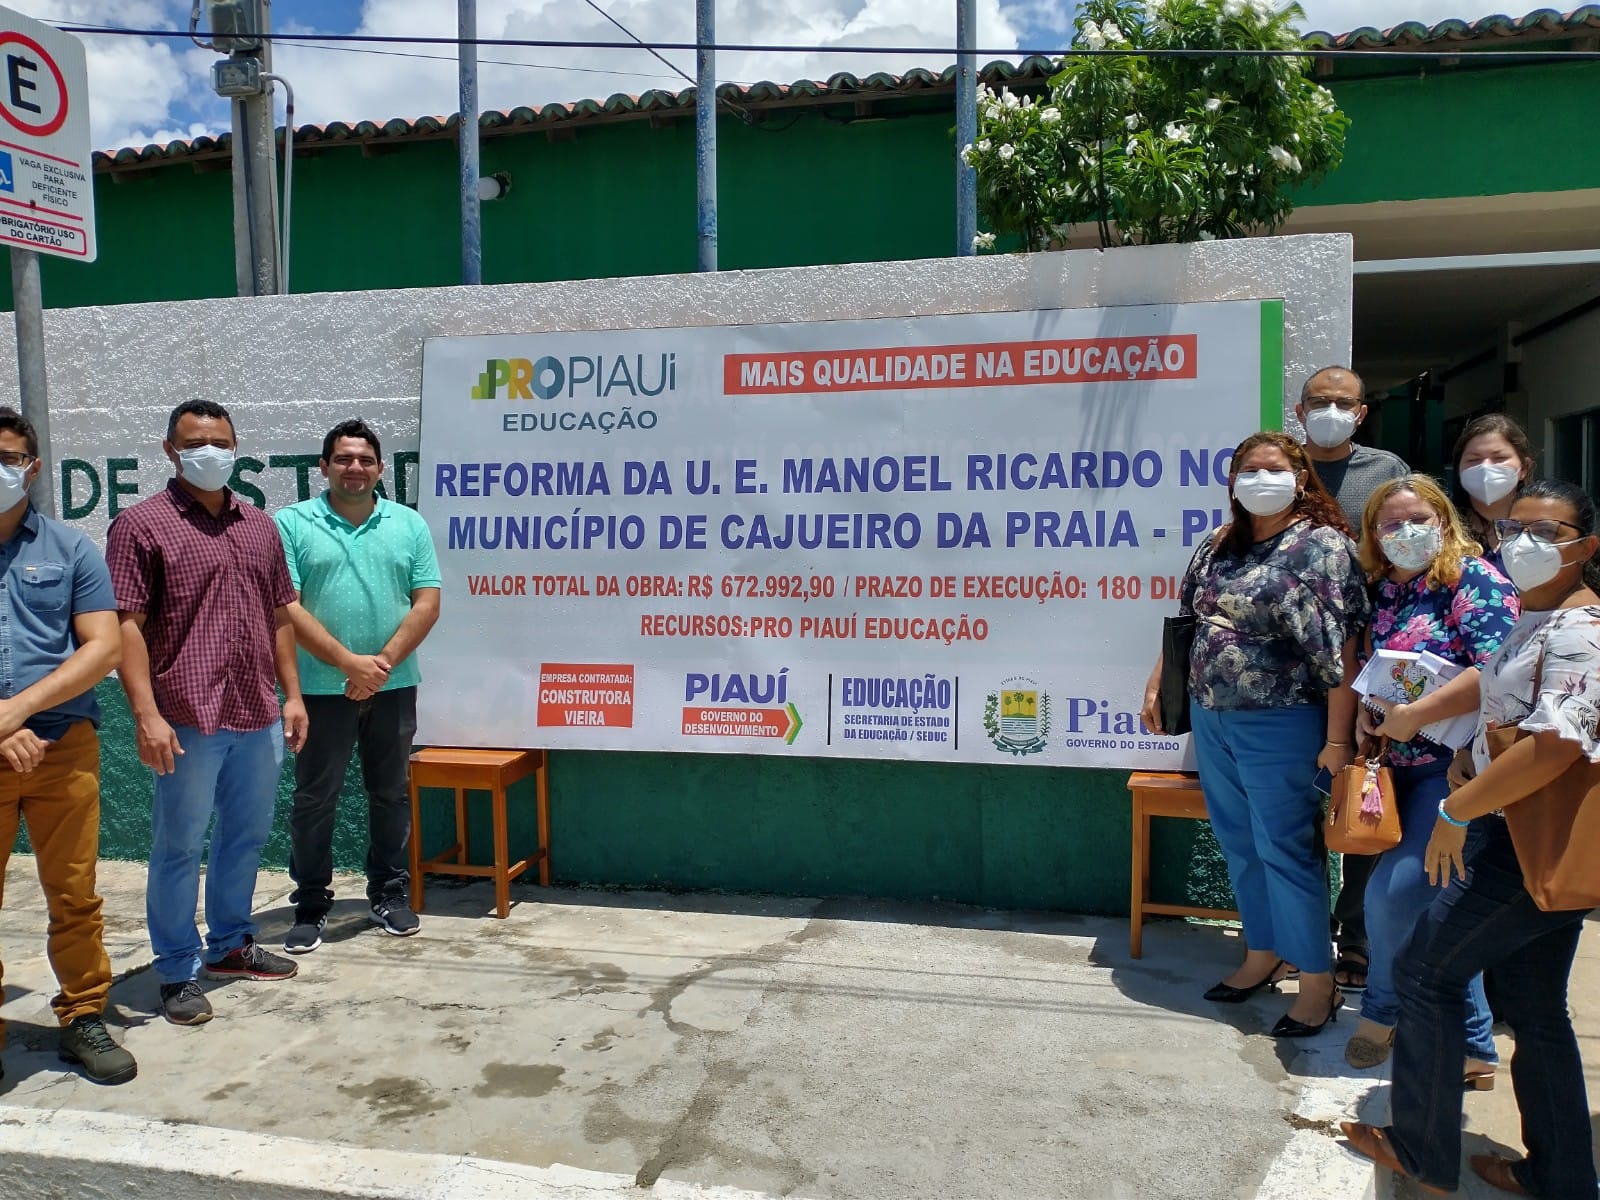 E
VAGA EXCLUSIVA
PARA
DEFICIENTE
FÍSICO
OBRIGATÓRIO USO
DO CARTÃO
DE
PROPIAUÍ
EDUCAÇÃO
MAIS QUALIDADE NA EDUCAÇÃO
REFORMA DA U. E. MANOEL RICARDO NO
MUNICÍPIO DE CAJUEIRO DA PRAIA - PI
VALOR TOTAL DA OBRA: R$ 672.992,90 / PRAZO DE EXECUÇÃO: 180 DIA
RECURSOS:PRO PIAUÍ EDUCAÇÃO
EMPRESA CONTRATADA:
CONSTRUTORA
VIEIRA
PIAUÍ
GOVERNO DO
DESENVOLVIMENTO
EDUCAÇÃO
SECRETARIA DE ESTADO
DA EDUCAÇÃO / SEDUC
Piauí
GOVERNO DO ESTADO